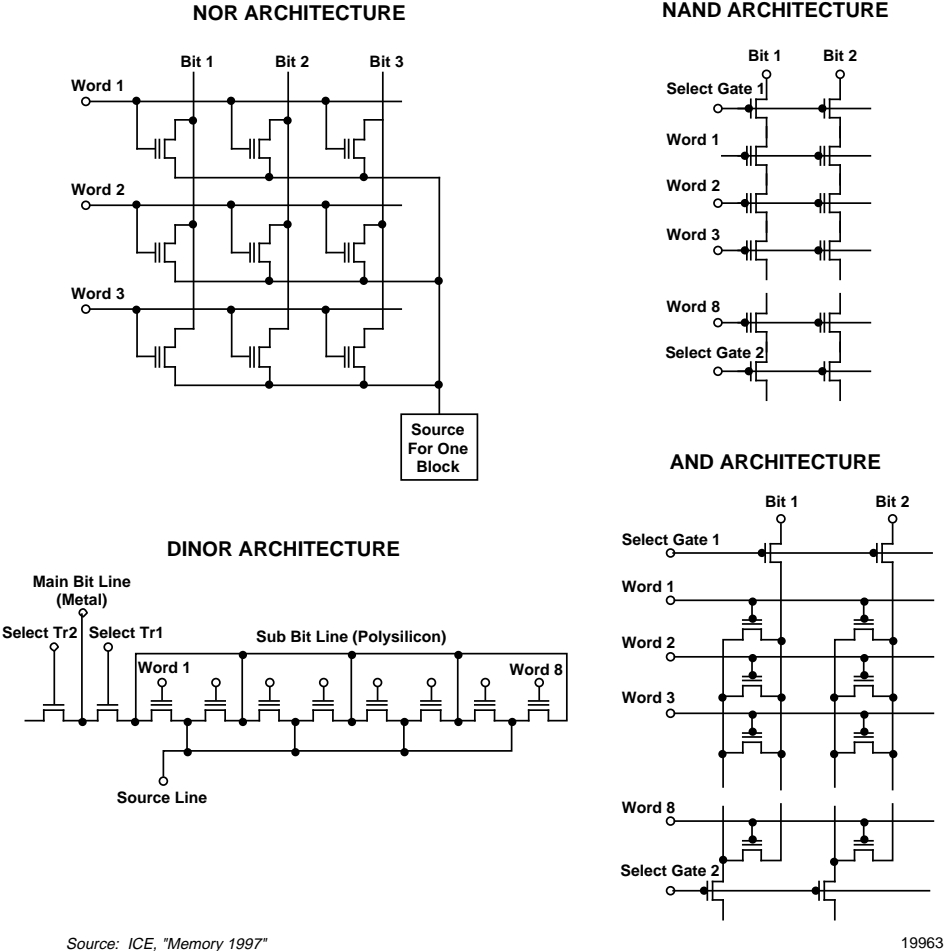 NOR ARCHITECTURE
Bit 1
Bit 2
Bit 3
Word 1
Word 2
Word 3
Source
For One
Block
NAND ARCHITECTURE
Bit 1
Bit 2
Select Gate 1
Word 1
Word 2
Word 3
Word 8
Select Gate 2
DINOR ARCHITECTURE
Main Bit Line
(Metal)
Select Tr2
Select Tr1
Sub Bit Line (Polysilicon)
Word 1
Word 8
Source Line
AND ARCHITECTURE
Bit 1
Bit 2
Select Gate 1
Word 1
Word 2
Word 3
Word 8
Select Gate 2
Source: ICE, "Memory 1997"
19963